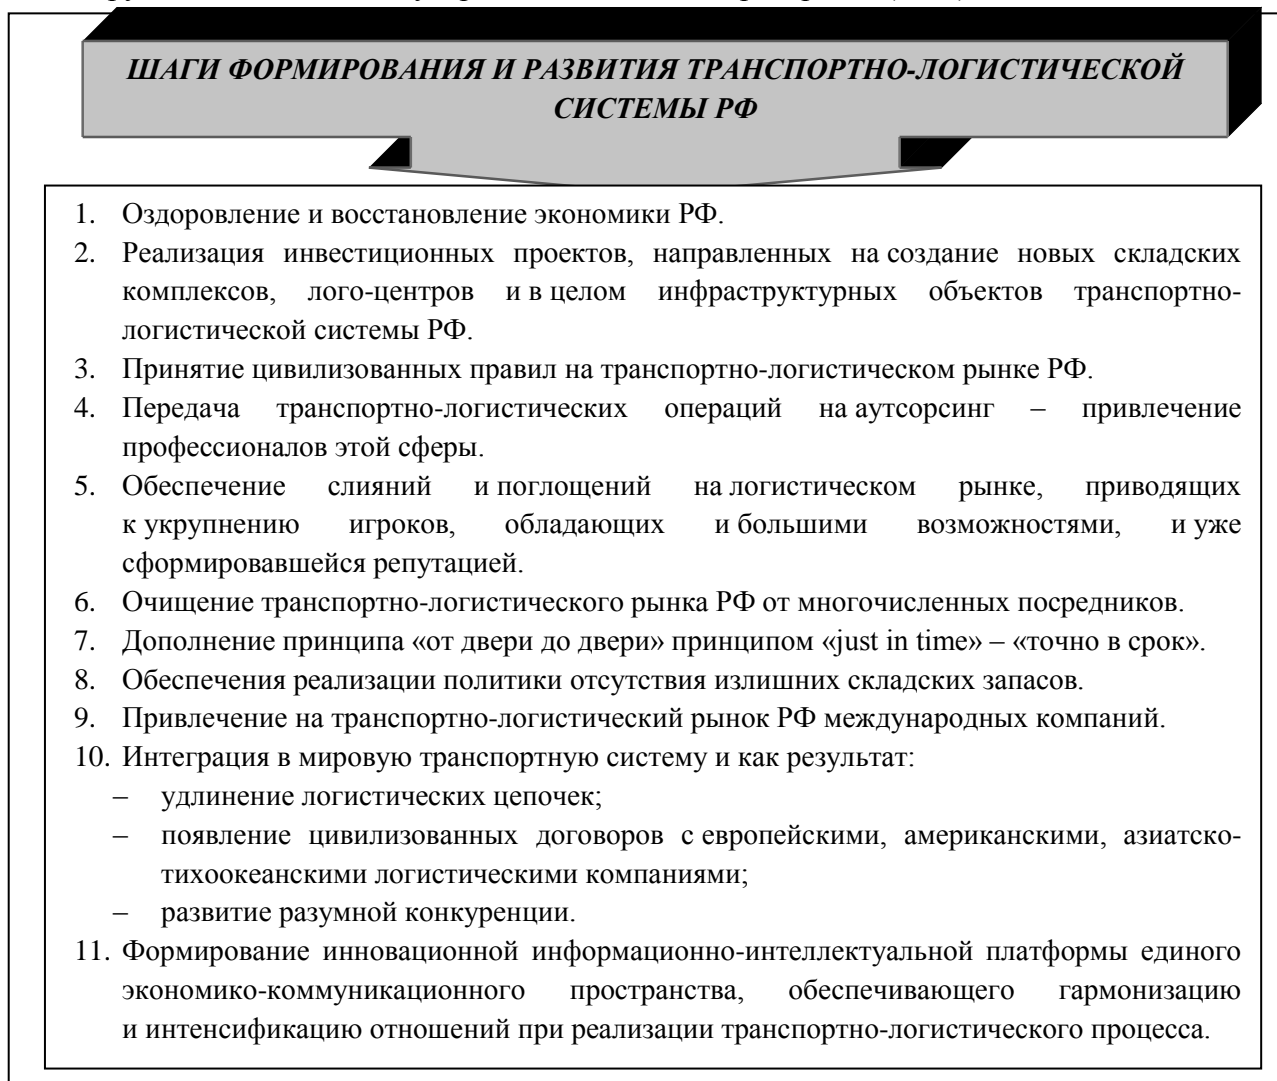 ШАГИ ФОРМИРОВАНИЯ И РАЗВИТИЯ ТРАНСПОРТНО-ЛОГИСТИЧЕСКОЙ
СИСТЕМЫ РФ
1. Оздоровление и восстановление экономики РФ.
2. Реализация инвестиционных проектов, направленных на создание новых складских
комплексов, лого-центров и в целом инфраструктурных объектов транспортно-
логистической системы РФ.
3. Принятие цивилизованных правил на транспортно-логистическом рынке РФ.
4. Передача транспортно-логистических операций на аутсорсинг – привлечение
профессионалов этой сферы.
5. Обеспечение слияний и поглощений на логистическом рынке, приводящих
к укрупнению игроков, обладающих и большими возможностями, и уже
сформировавшейся репутацией.
6. Очищение транспортно-логистического рынка РФ от многочисленных посредников.
7. Дополнение принципа «от двери до двери» принципом «just in time» – «точно в срок».
8. Обеспечения реализации политики отсутствия излишних складских запасов.
9. Привлечение на транспортно-логистический рынок РФ международных компаний.
10. Интеграция в мировую транспортную систему и как результат:
– удлинение логистических цепочек;
– появление цивилизованных договоров с европейскими, американскими, азиатско-
тихоокеанскими логистическими компаниями;
– развитие разумной конкуренции.
11. Формирование инновационной информационно-интеллектуальной платформы единого
экономико-коммуникационного пространства, обеспечивающего гармонизацию
и интенсификацию отношений при реализации транспортно-логистического процесса.